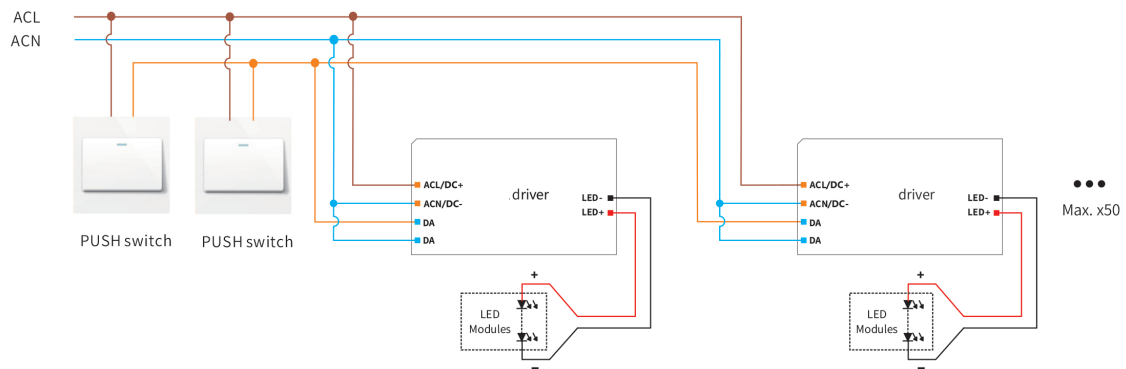 ACL
ACN
PUSH switch
PUSH switch
ACL/DC+
ACN/DC-
DA
DA
driver
LED-
LED+
+
LED
Modules
–
ACL/DC+
ACN/DC-
DA
DA
driver
LED-
LED+
+
LED
Modules
–
•••
Max. x50